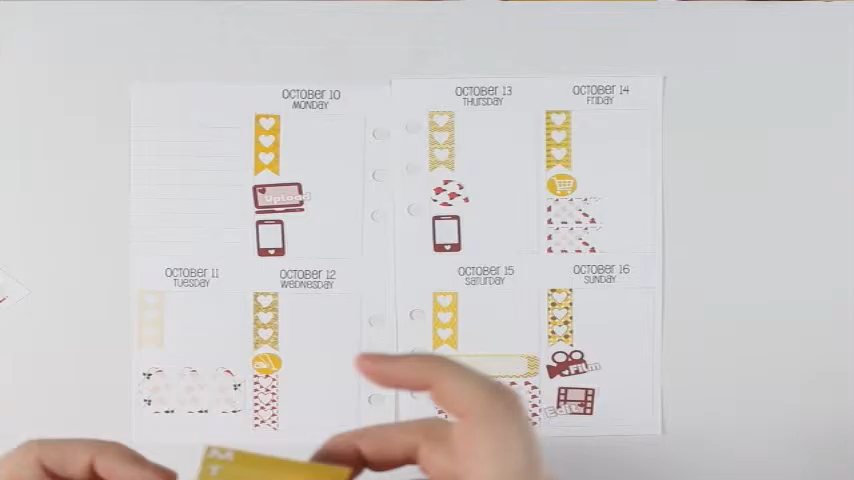 OCTOBER 10
MONDAY
Upload
OCTOBER 11
TUESDAY
OCTOBER 12
WEDNESDAY
OCTOBER 13
THURSDAY
OCTOBER 14
FRIDAY
OCTOBER 15
SATURDAY
OCTOBER 16
SUNDAY
Film
Edit
M
T